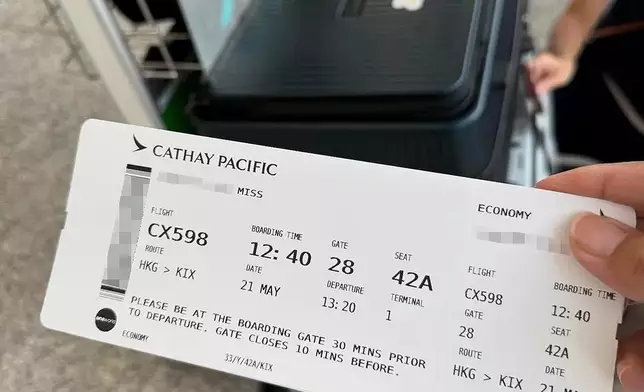 CATHAY PACIFIC
MISS
FLIGHT BOARDING TIME GATE SEAT
CX598 12:40 28 42A
ROUTE DATE DEPARTURE TERMINAL
HKG > KIX 21 MAY 13:20 1
PLEASE BE AT THE BOARDING GATE 30 MINS PRIOR
TO DEPARTURE. GATE CLOSES 10 MINS BEFORE.
oneworld
ECONOMY
33/Y/42A/KIX
ECONOMY
FLIGHT BOARDING TIME
CX598 12:40
GATE SEAT
28 42A
ROUTE DATE
HKG > KIX 21 MAY